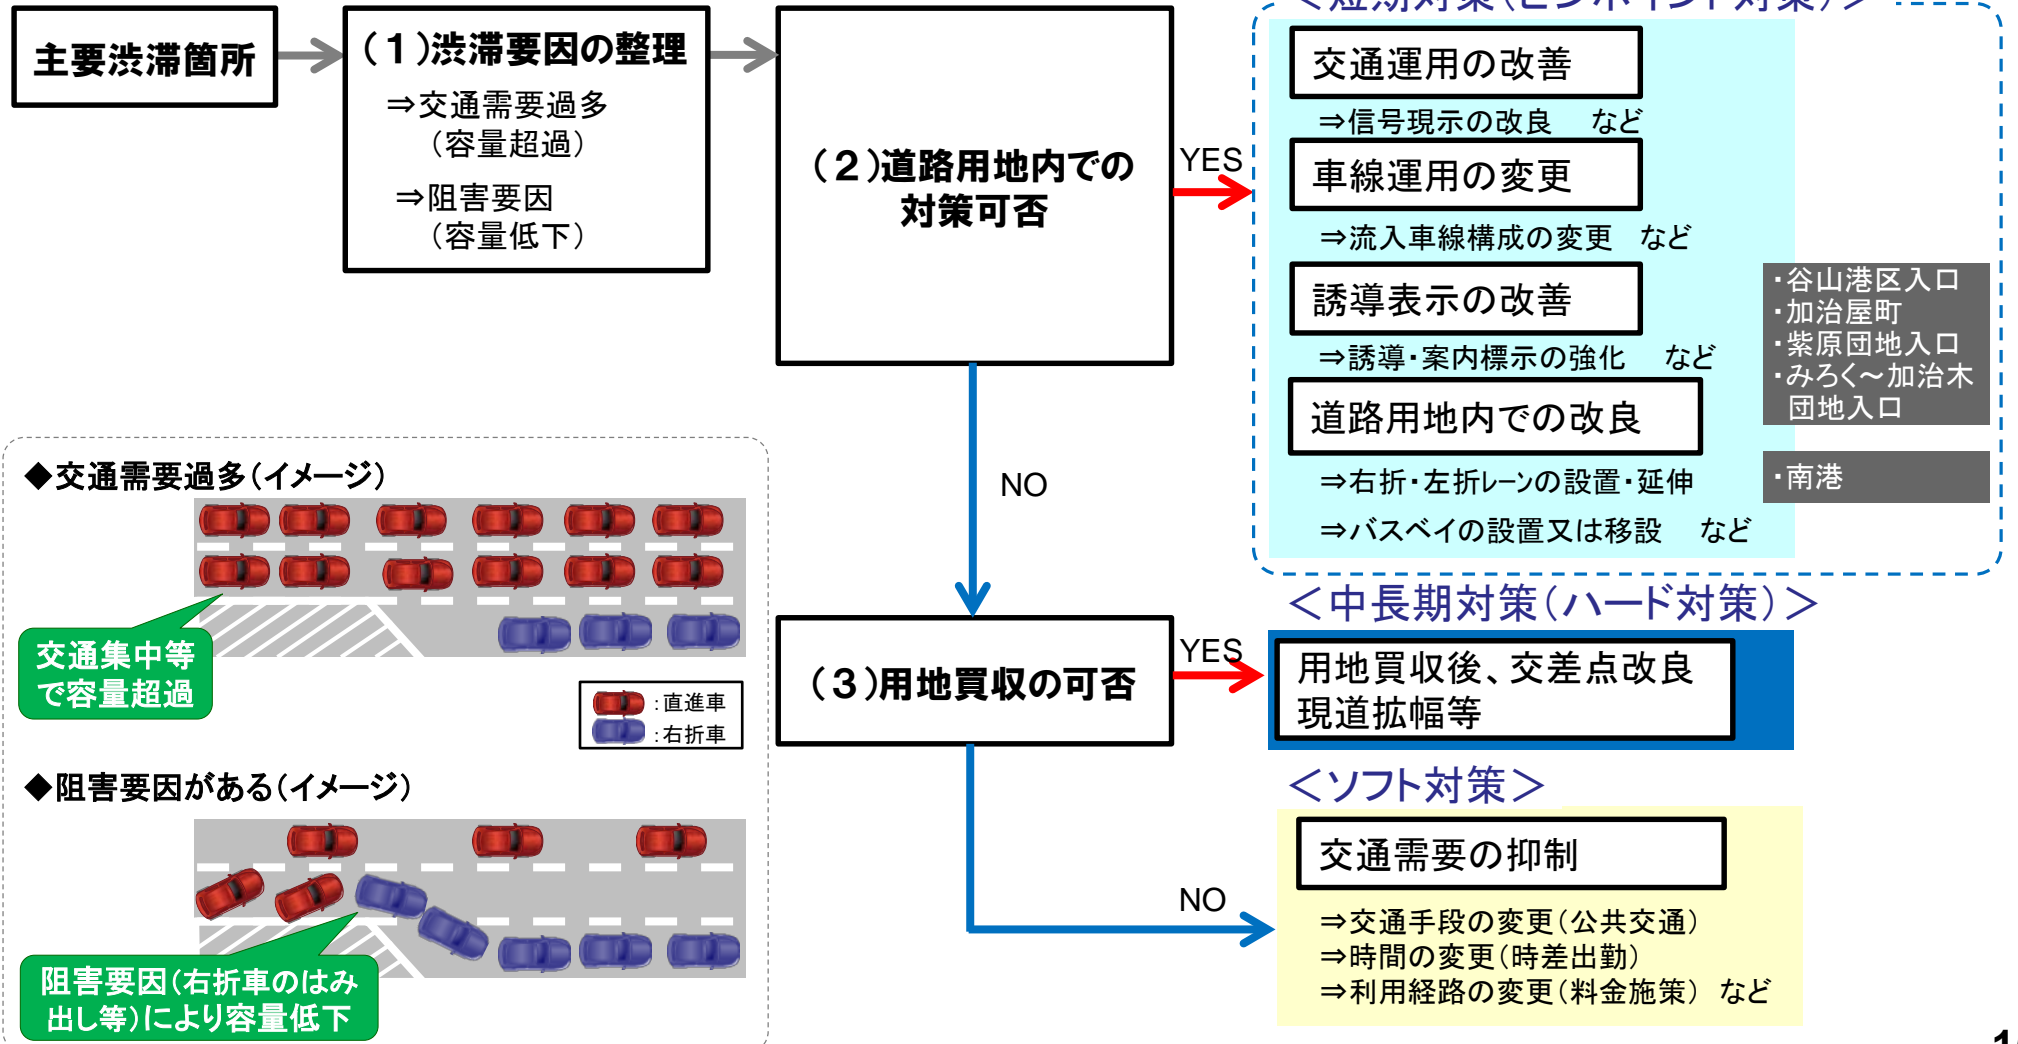 主要渋滞箇所
（１）渋滞要因の整理
⇒交通需要過多
（容量超過）
⇒阻害要因
（容量低下）
（２）道路用地内での
対策可否
YES
NO
交通運用の改善
⇒信号現示の改良　など
車線運用の変更
⇒流入車線構成の変更　など
誘導表示の改善
⇒誘導・案内標示の強化　など
道路用地内での改良
⇒右折・左折レーンの設置・延伸
⇒バスベイの設置又は移設　など
・谷山港区入口
・加治屋町
・紫原団地入口
・みろく～加治木
団地入口
・南港
（３）用地買収の可否
YES
NO
＜中長期対策（ハード対策）＞
用地買収後、交差点改良
現道拡幅等
＜ソフト対策＞
交通需要の抑制
⇒交通手段の変更（公共交通）
⇒時間の変更（時差出勤）
⇒利用経路の変更（料金施策）など
◆交通需要過多（イメージ）
交通集中等
で容量超過
：直進車
：右折車
◆阻害要因がある（イメージ）
阻害要因（右折車のはみ
出し等）により容量低下